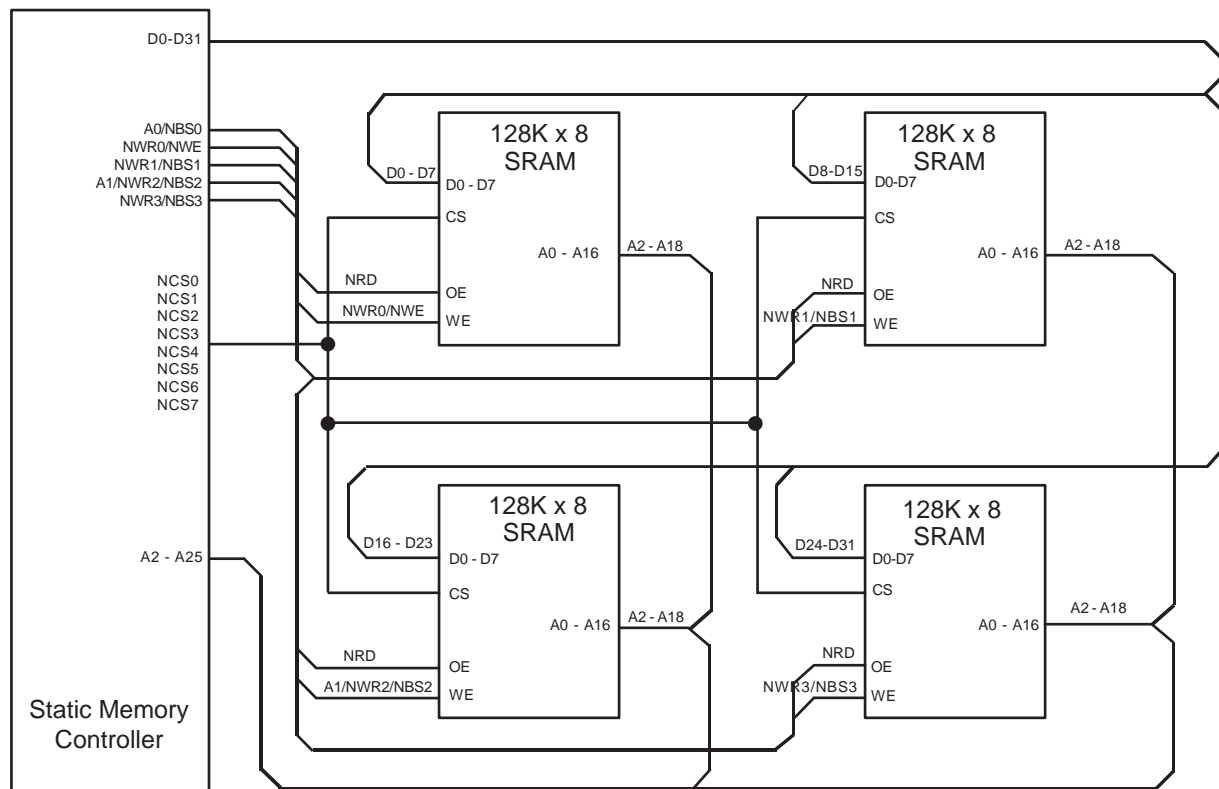 D0-D31
A0/NBS0
NWR0/NWE
NWR1/NBS1
A1/NWR2/NBS2
NWR3/NBS3
NCS0
NCS1
NCS2
NCS3
NCS4
NCS5
NCS6
NCS7
A2 - A25
Static Memory
Controller
128K x 8
SRAM
D0 - D7
D0 - D7
CS
A0 - A16
A2 - A18
NRD
OE
NWR0/NWE
WE
128K x 8
SRAM
D8-D15
D0-D7
CS
A0 - A16
A2 - A18
NRD
OE
NWR1/NBS1
WE
128K x 8
SRAM
D16 - D23
D0 - D7
CS
A0 - A16
A2 - A18
NRD
OE
A1/NWR2/NBS2
WE
128K x 8
SRAM
D24-D31
D0-D7
CS
A0 - A16
A2 - A18
NRD
OE
NWR3/NBS3
WE